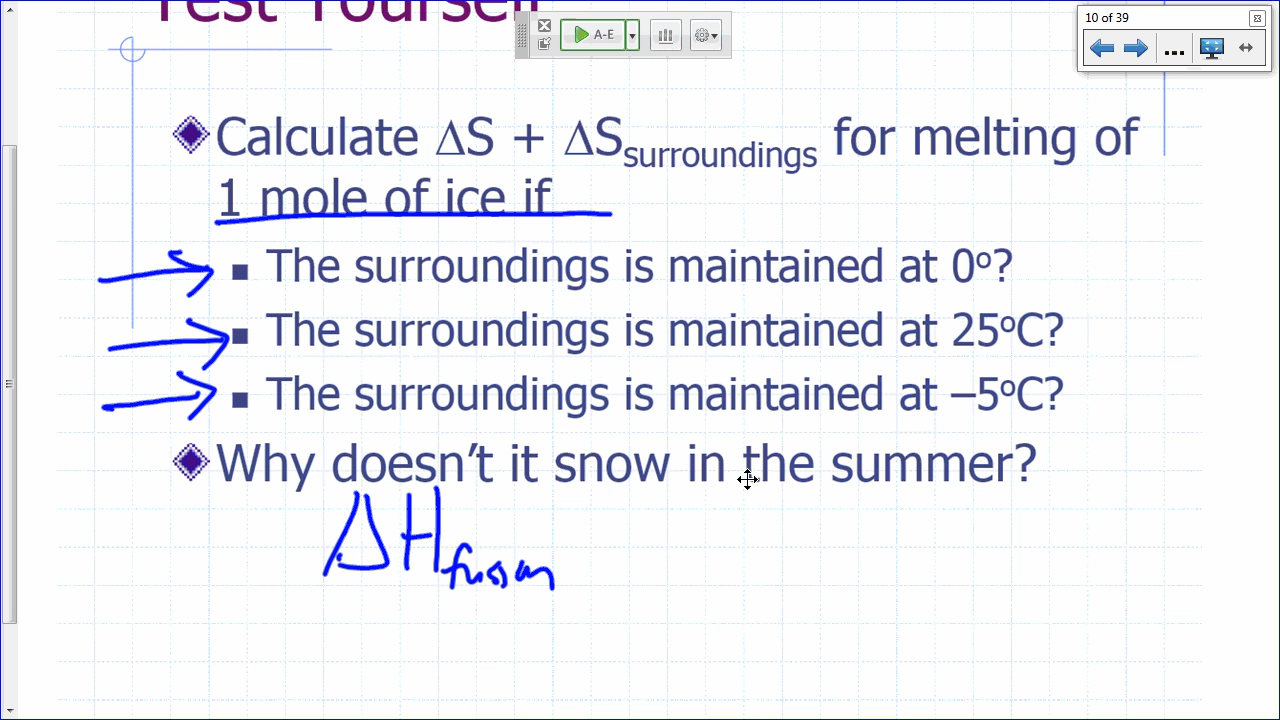 Test Yourself
A-E
10 of 39
...
Calculate ΔS + ΔSsurroundings for melting of
1 mole of ice if
The surroundings is maintained at 0º?
The surroundings is maintained at 25ºC?
The surroundings is maintained at –5ºC?
Why doesn’t it snow in the summer?
ΔHfusion